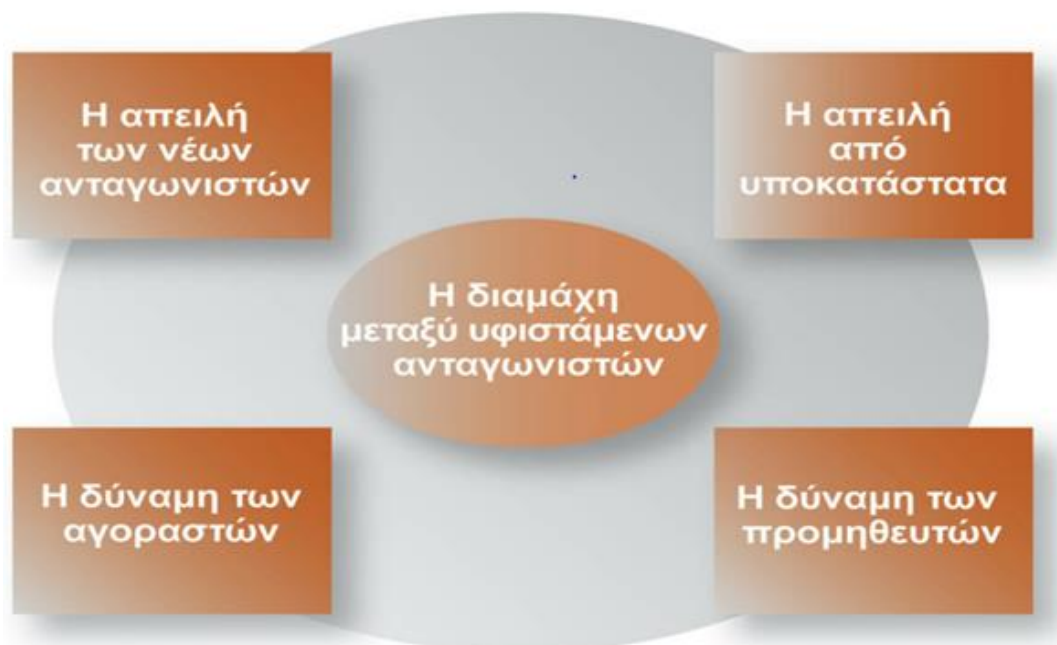 Η απειλή
των νέων
ανταγωνιστών
Η απειλή
από
υποκατάστατα
Η διαμάχη
μεταξύ υφιστάμενων
ανταγωνιστών
Η δύναμη των
αγοραστών
Η δύναμη των
προμηθευτών